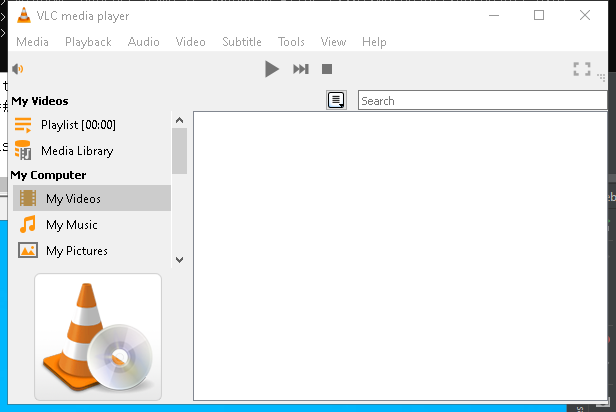 VLC media player
Media Playback Audio Video Subtitle Tools View Help
My Videos
Search
Playlist [00:00]
Media Library
My Computer
My Videos
My Music
My Pictures